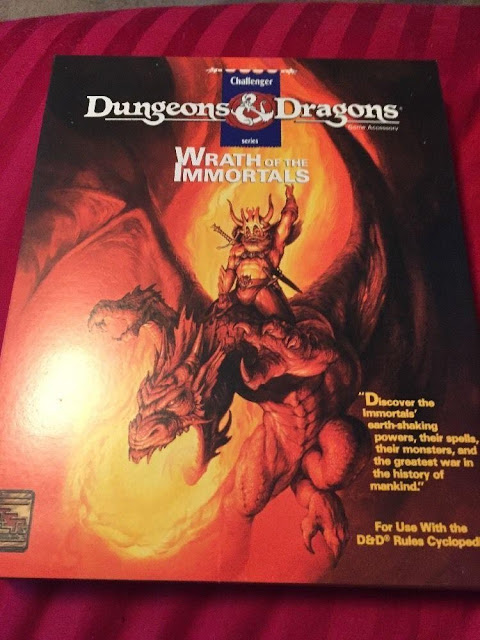 Challenger
Dungeons & Dragons®
Game Accessory
series
WRATH OF THE
IMMORTALS
"Discover the
Immortals'
earth-shaking
powers, their spells,
their monsters, and
the greatest war in
the history of
mankind."
For Use With the
D&D® Rules Cycloped